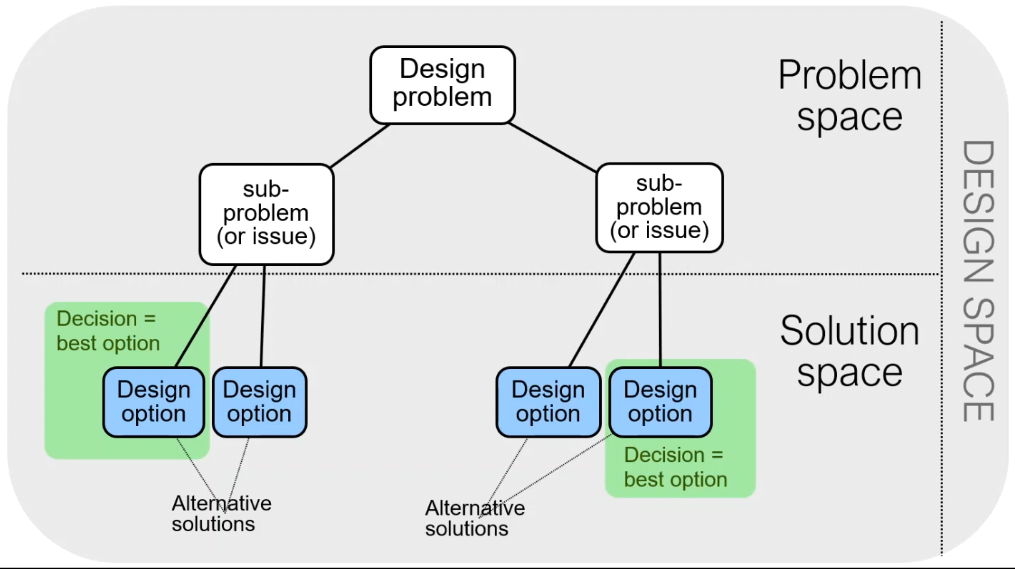 Design
problem
Problem
space
sub-
problem
(or issue)
sub-
problem
(or issue)
DESIGN SPACE
Decision =
best option
Solution
space
Design
option
Design
option
Design
option
Design
option
Decision =
best option
Alternative
solutions
Alternative
solutions